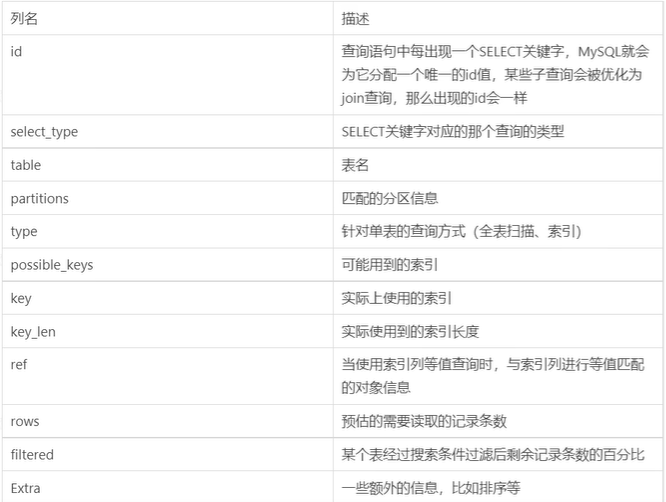 列名 描述
id 查询语句中每出现一个SELECT关键字，MySQL就会
为它分配一个唯一的id值，某些子查询会被优化为
join查询，那么出现的id会一样
select_type SELECT关键字对应的那个查询的类型
table 表名
partitions 匹配的分区信息
type 针对单表的查询方式（全表扫描、索引）
possible_keys 可能用到的索引
key 实际上使用的索引
key_len 实际使用到的索引长度
ref 当使用索引列等值查询时，与索引列进行等值匹配
的对象信息
rows 预估的需要读取的记录条数
filtered 某个表经过搜索条件过滤后剩余记录条数的百分比
Extra 一些额外的信息，比如排序等